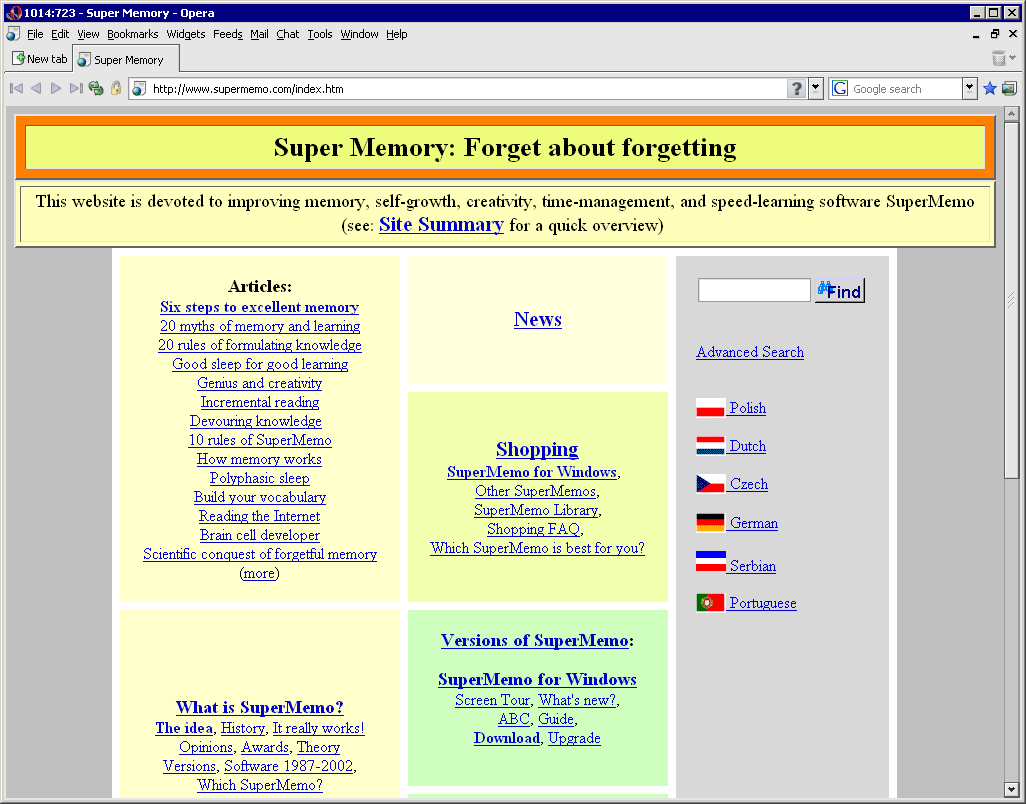 1014:723 - Super Memory - Opera
File Edit View Bookmarks Widgets Feeds Mail Chat Tools Window Help
New tab Super Memory
http://www.supermemo.com/index.htm ? G Google search
Super Memory: Forget about forgetting
This website is devoted to improving memory, self-growth, creativity, time-management, and speed-learning software SuperMemo
(see: Site Summary for a quick overview)
Articles:
Six steps to excellent memory
20 myths of memory and learning
20 rules of formulating knowledge
Good sleep for good learning
Genius and creativity
Incremental reading
Devouring knowledge
10 rules of SuperMemo
How memory works
Polyphasic sleep
Build your vocabulary
Reading the Internet
Brain cell developer
Scientific conquest of forgetful memory
(more)
What is SuperMemo?
The idea, History, It really works!
Opinions, Awards, Theory
Versions, Software 1987-2002,
Which SuperMemo?
News
Shopping
SuperMemo for Windows,
Other SuperMemos,
SuperMemo Library,
Shopping FAQ,
Which SuperMemo is best for you?
Versions of SuperMemo:
SuperMemo for Windows
Screen Tour, What's new?,
ABC, Guide,
Download, Upgrade
Find
Advanced Search
Polish
Dutch
Czech
German
Serbian
Portuguese